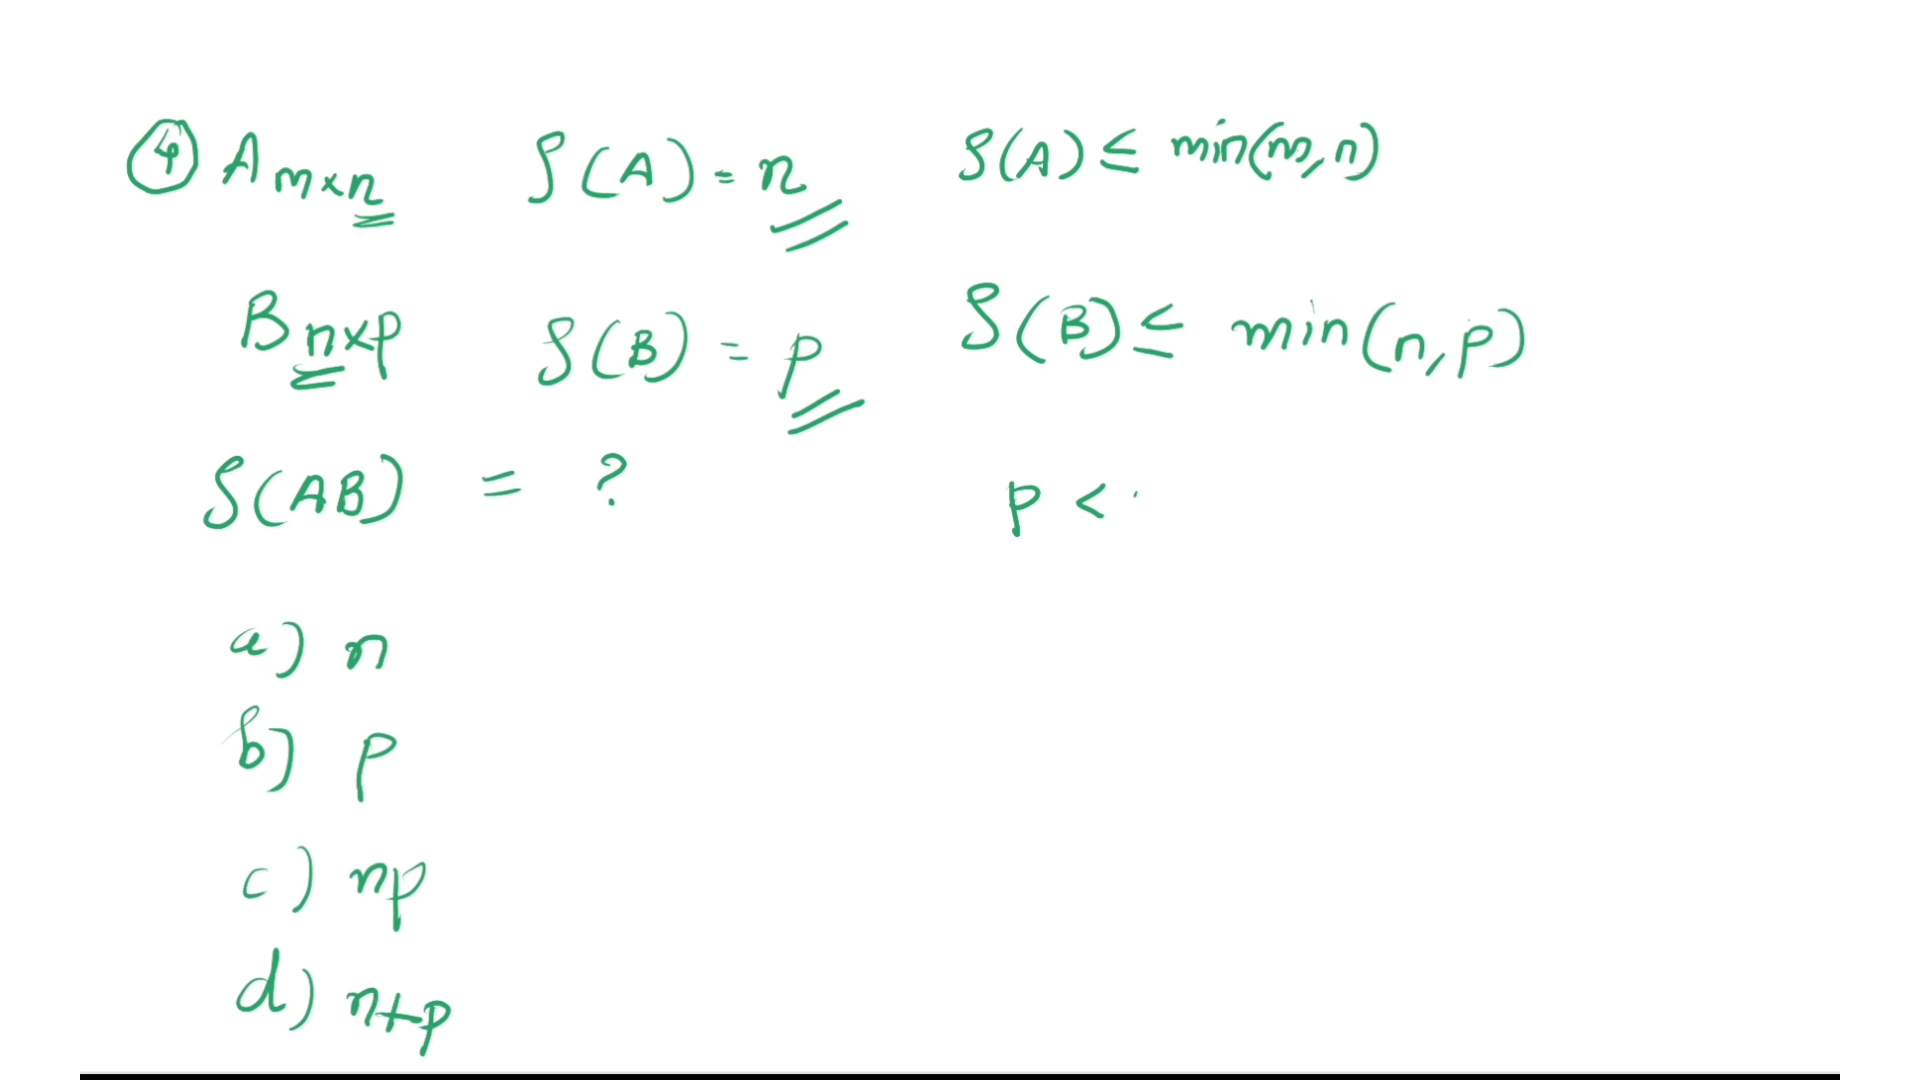 ④ A m×n ρ(A) = n ρ(A) ≤ min(m, n)
B n×p ρ(B) = p ρ(B) ≤ min(n, p)
ρ(AB) = ? p <
a) n
b) p
c) np
d) n+p